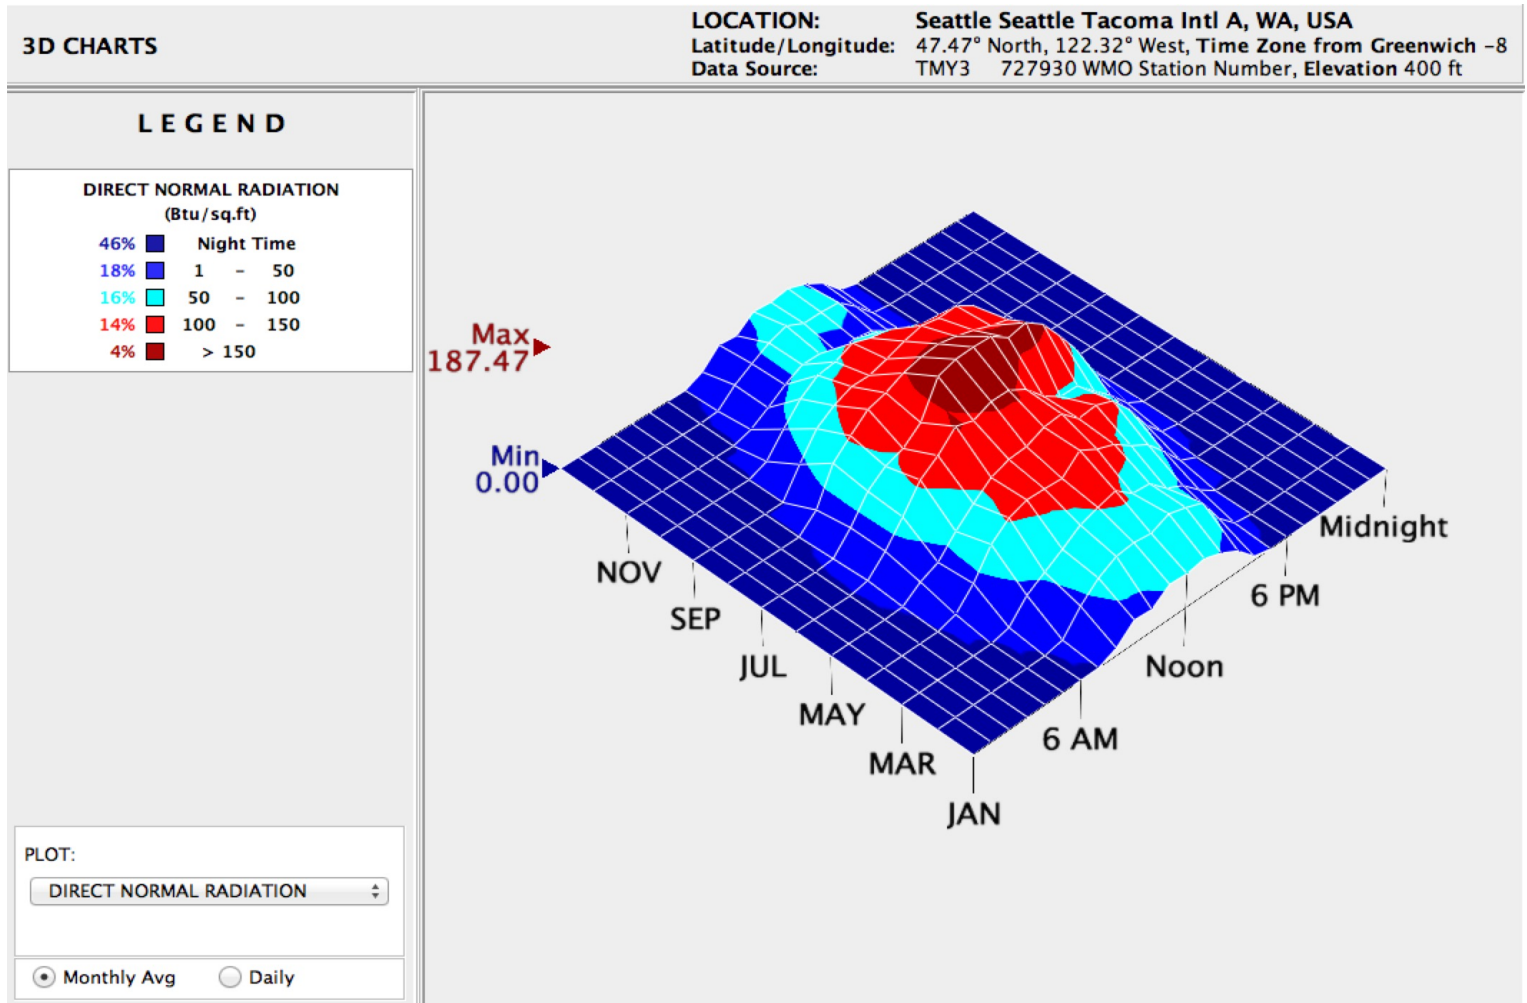 3D CHARTS
LOCATION: Seattle Seattle Tacoma Intl A, WA, USA
Latitude/Longitude: 47.47° North, 122.32° West, Time Zone from Greenwich -8
Data Source: TMY3 727930 WMO Station Number, Elevation 400 ft
LEGEND
DIRECT NORMAL RADIATION
(Btu/sq.ft)
46% Night Time
18% 1 - 50
16% 50 - 100
14% 100 - 150
4% > 150
Max
187.47
Min
0.00
NOV
SEP
JUL
MAY
MAR
JAN
6 AM
Noon
6 PM
Midnight
PLOT:
DIRECT NORMAL RADIATION
Monthly Avg Daily